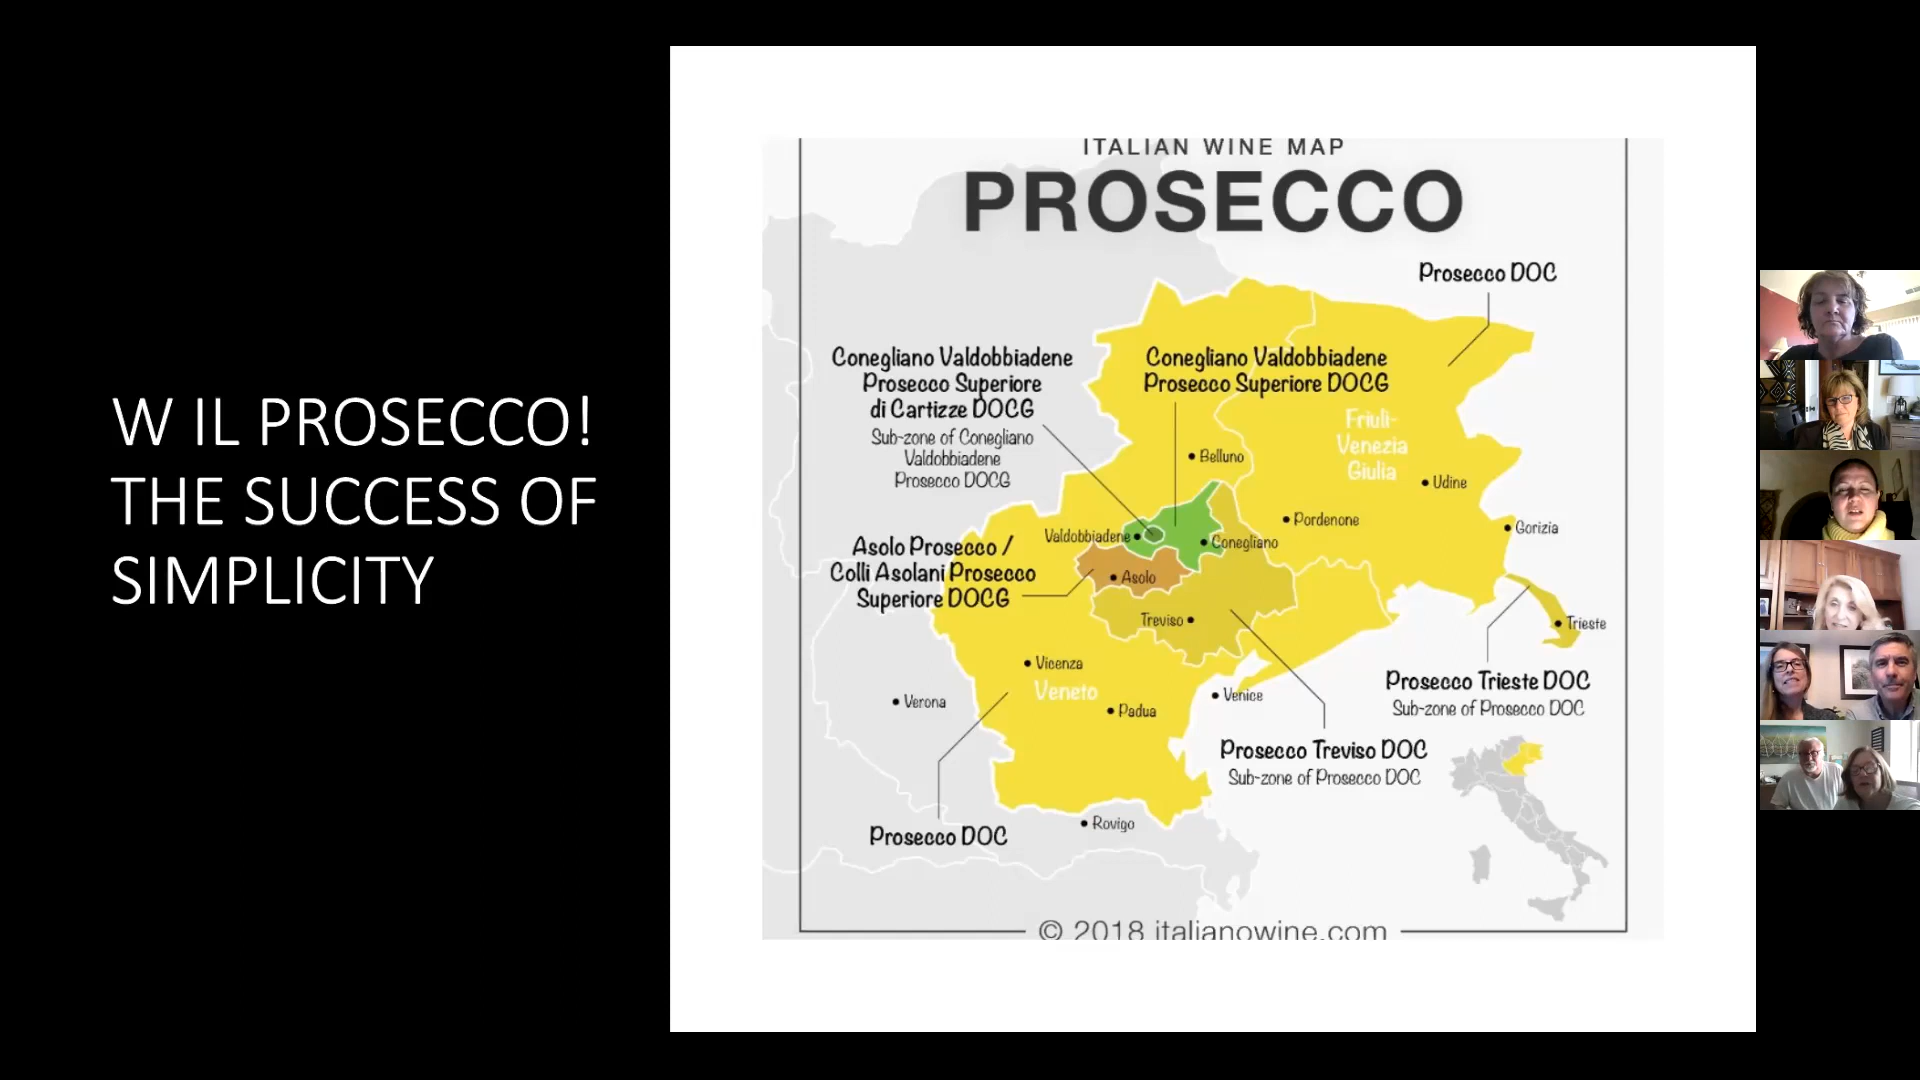 W IL PROSECCO!
THE SUCCESS OF
SIMPLICITY
ITALIAN WINE MAP
PROSECCO
Prosecco DOC
Conegliano Valdobbiadene
Prosecco Superiore
di Cartizze DOCG
Sub-zone of Conegliano
Valdobbiadene
Prosecco DOCG
Conegliano Valdobbiadene
Prosecco Superiore DOCG
Friuli-
Venezia
Giulia
Belluno
Udine
Pordenone
Gorizia
Valdobbiadene
Conegliano
Asolo Prosecco /
Colli Asolani Prosecco
Superiore DOCG
Asolo
Treviso
Trieste
Vicenza
Veneto
Verona
Padua
Venice
Prosecco Trieste DOC
Sub-zone of Prosecco DOC
Prosecco Treviso DOC
Sub-zone of Prosecco DOC
Prosecco DOC
Rovigo
© 2018 italianowine.com